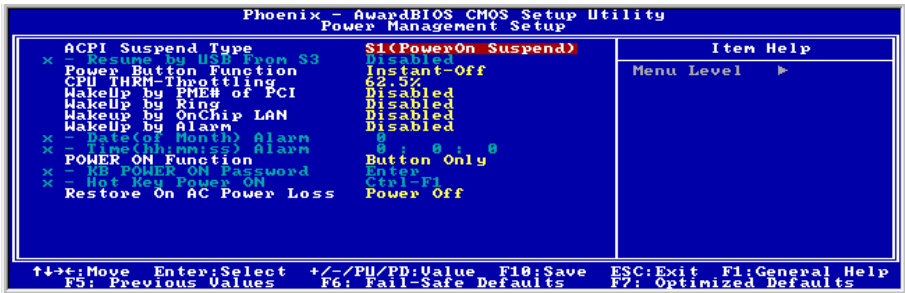 Phoenix - AwardBIOS CMOS Setup Utility
Power Management Setup
ACPI Suspend Type S1(PowerOn Suspend)
x - Resume by USB From S3 Disabled
Power Button Function Instant-Off
CPU THRM-Throttling 62.5%
WakeUp by PME# of PCI Disabled
WakeUp by Ring Disabled
WakeUp by OnChip LAN Disabled
WakeUp by Alarm Disabled
x - Date(of Month) Alarm 0
x - Time(hh:mm:ss) Alarm 0 : 0 : 0
POWER ON Function Button Only
x - KB POWER ON Password Enter
x - Hot Key Power ON Ctrl-F1
Restore On AC Power Loss Power Off
Item Help
Menu Level ▶
↑↓→←:Move Enter:Select +/-/PU/PD:Value F10:Save ESC:Exit F1:General Help
F5: Previous Values F6: Fail-Safe Defaults F7: Optimized Defaults